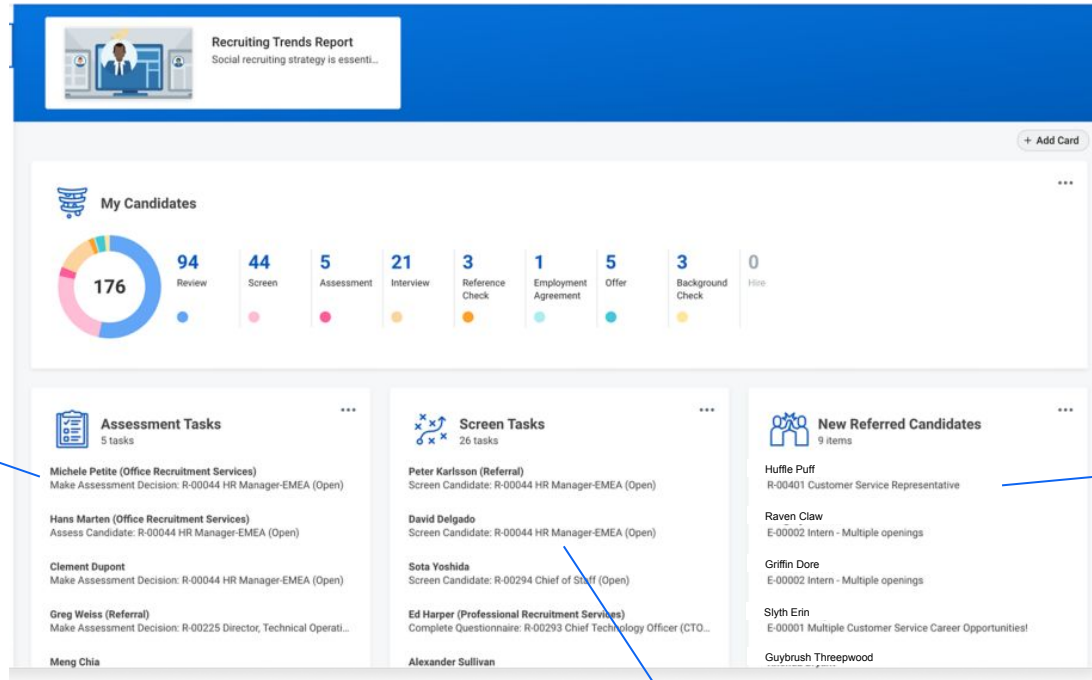 Recruiting Trends Report
Social recruiting strategy is essenti...
+ Add Card
My Candidates
176
94
Review
44
Screen
5
Assessment
21
Interview
3
Reference
Check
1
Employment
Agreement
5
Offer
3
Background
Check
0
Hire
Assessment Tasks
5 tasks
Michele Petite (Office Recruitment Services)
Make Assessment Decision: R-00044 HR Manager-EMEA (Open)
Hans Marten (Office Recruitment Services)
Assess Candidate: R-00044 HR Manager-EMEA (Open)
Clement Dupont
Make Assessment Decision: R-00044 HR Manager-EMEA (Open)
Greg Weiss (Referral)
Make Assessment Decision: R-00225 Director, Technical Operati...
Meng Chia
Screen Tasks
26 tasks
Peter Karlsson (Referral)
Screen Candidate: R-00044 HR Manager-EMEA (Open)
David Delgado
Screen Candidate: R-00044 HR Manager-EMEA (Open)
Sota Yoshida
Screen Candidate: R-00294 Chief of Staff (Open)
Ed Harper (Professional Recruitment Services)
Complete Questionnaire: R-00293 Chief Technology Officer (CTO...
Alexander Sullivan
New Referred Candidates
9 items
Huffle Puff
R-00401 Customer Service Representative
Raven Claw
E-00002 Intern - Multiple openings
Griffin Dore
E-00002 Intern - Multiple openings
Slyth Erin
E-00001 Multiple Customer Service Career Opportunities!
Guybrush Threepwood